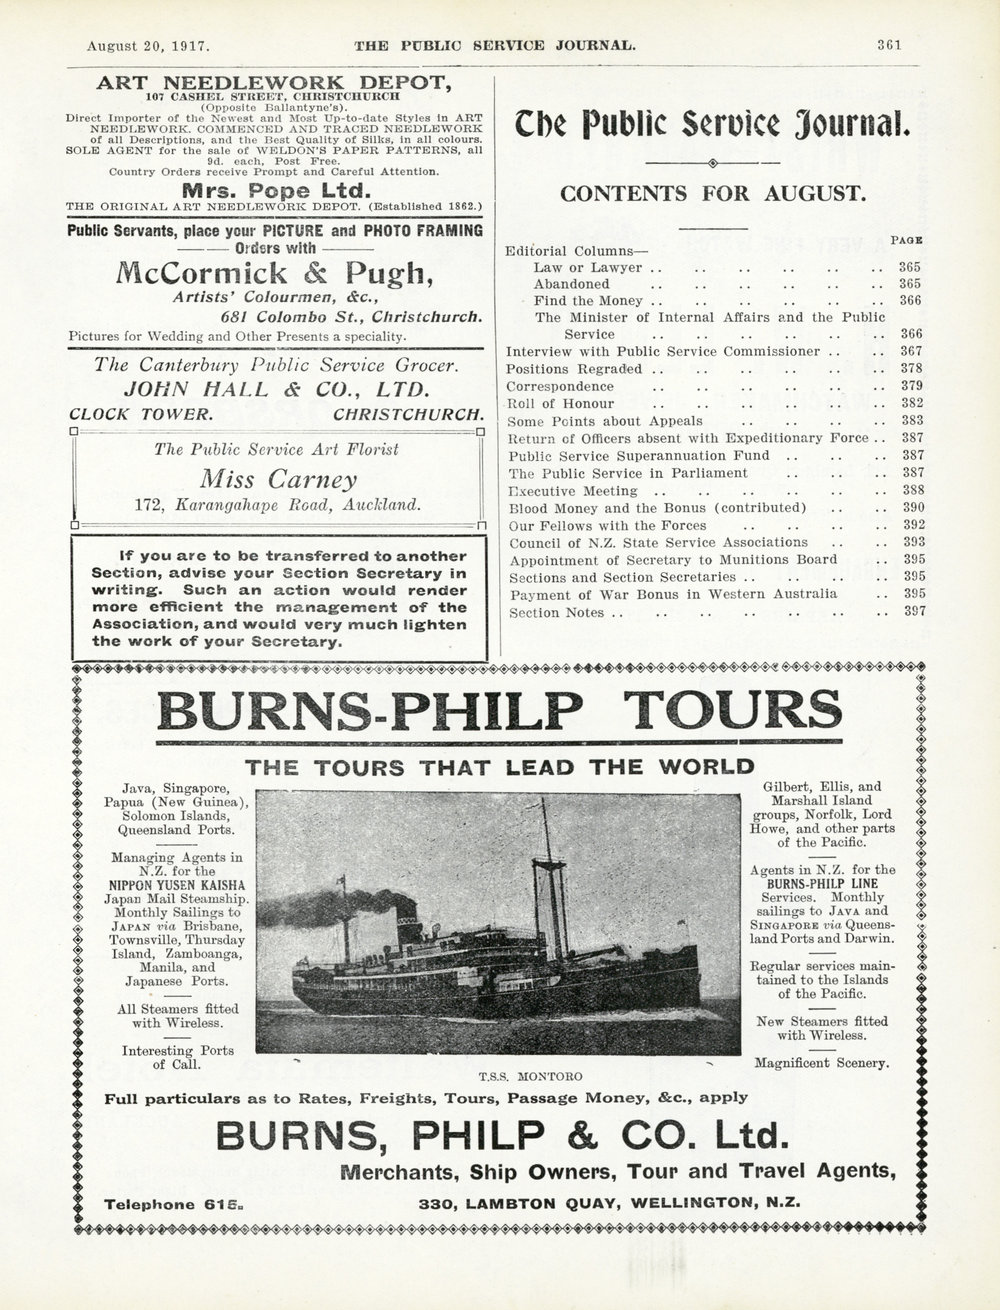 August 20, 1917.
THE PUBLIC SERVICE JOURNAL.
361
ART NEEDLEWORK DEPOT,
107 CASHEL STREET, CHRISTCHURCH
(Opposite Ballantyne's).
Direct Importer of the Newest and Most Up-to-date Styles in ART
NEEDLEWORK. COMMENCED AND TRACED NEEDLEWORK
of all Descriptions, and the Best Quality of Silks, in all colours.
SOLE AGENT for the sale of WELDON'S PAPER PATTERNS, all
9d. each, Post Free.
Country Orders receive Prompt and Careful Attention.
Mrs. Pope Ltd.
THE ORIGINAL ART NEEDLEWORK DEPOT. (Established 1862.)
Public Servants, place your PICTURE and PHOTO FRAMING
Orders with
McCormick & Pugh,
Artists' Colourmen, &c.,
681 Colombo St., Christchurch.
Pictures for Wedding and Other Presents a speciality.
The Canterbury Public Service Grocer.
JOHN HALL & CO., LTD.
CLOCK TOWER. CHRISTCHURCH.
The Public Service Art Florist
Miss Carney
172, Karangahape Road, Auckland.
If you are to be transferred to another
Section, advise your Section Secretary in
writing. Such an action would render
more efficient the management of the
Association, and would very much lighten
the work of your Secretary.
The Public Service Journal.
CONTENTS FOR AUGUST.
PAGE
Editorial Columns—
Law or Lawyer .. .. .. .. .. .. 365
Abandoned .. .. .. .. .. .. 365
Find the Money .. .. .. .. .. .. 366
The Minister of Internal Affairs and the Public
Service .. .. .. .. .. .. 366
Interview with Public Service Commissioner .. .. 367
Positions Regraded .. .. .. .. .. .. 378
Correspondence .. .. .. .. .. .. 379
Roll of Honour .. .. .. .. .. .. 382
Some Points about Appeals .. .. .. .. 383
Return of Officers absent with Expeditionary Force .. 387
Public Service Superannuation Fund .. .. .. 387
The Public Service in Parliament .. .. .. 387
Executive Meeting .. .. .. .. .. .. 388
Blood Money and the Bonus (contributed) .. .. 390
Our Fellows with the Forces .. .. .. .. 392
Council of N.Z. State Service Associations .. .. 393
Appointment of Secretary to Munitions Board .. 395
Sections and Section Secretaries .. .. .. .. 395
Payment of War Bonus in Western Australia .. 395
Section Notes .. .. .. .. .. .. .. 397
BURNS-PHILP TOURS
THE TOURS THAT LEAD THE WORLD
Java, Singapore,
Papua (New Guinea),
Solomon Islands,
Queensland Ports.
Managing Agents in
N.Z. for the
NIPPON YUSEN KAISHA
Japan Mail Steamship.
Monthly Sailings to
JAPAN via Brisbane,
Townsville, Thursday
Island, Zamboanga,
Manila, and
Japanese Ports.
All Steamers fitted
with Wireless.
Interesting Ports
of Call.
Gilbert, Ellis, and
Marshall Island
groups, Norfolk, Lord
Howe, and other parts
of the Pacific.
Agents in N.Z. for the
BURNS-PHILP LINE
Services. Monthly
sailings to JAVA and
SINGAPORE via Queens-
land Ports and Darwin.
Regular services main-
tained to the Islands
of the Pacific.
New Steamers fitted
with Wireless.
Magnificent Scenery.
T.S.S. MONTORO
Full particulars as to Rates, Freights, Tours, Passage Money, &c., apply
BURNS, PHILP & CO. Ltd.
Merchants, Ship Owners, Tour and Travel Agents,
Telephone 615. 330, LAMBTON QUAY, WELLINGTON, N.Z.